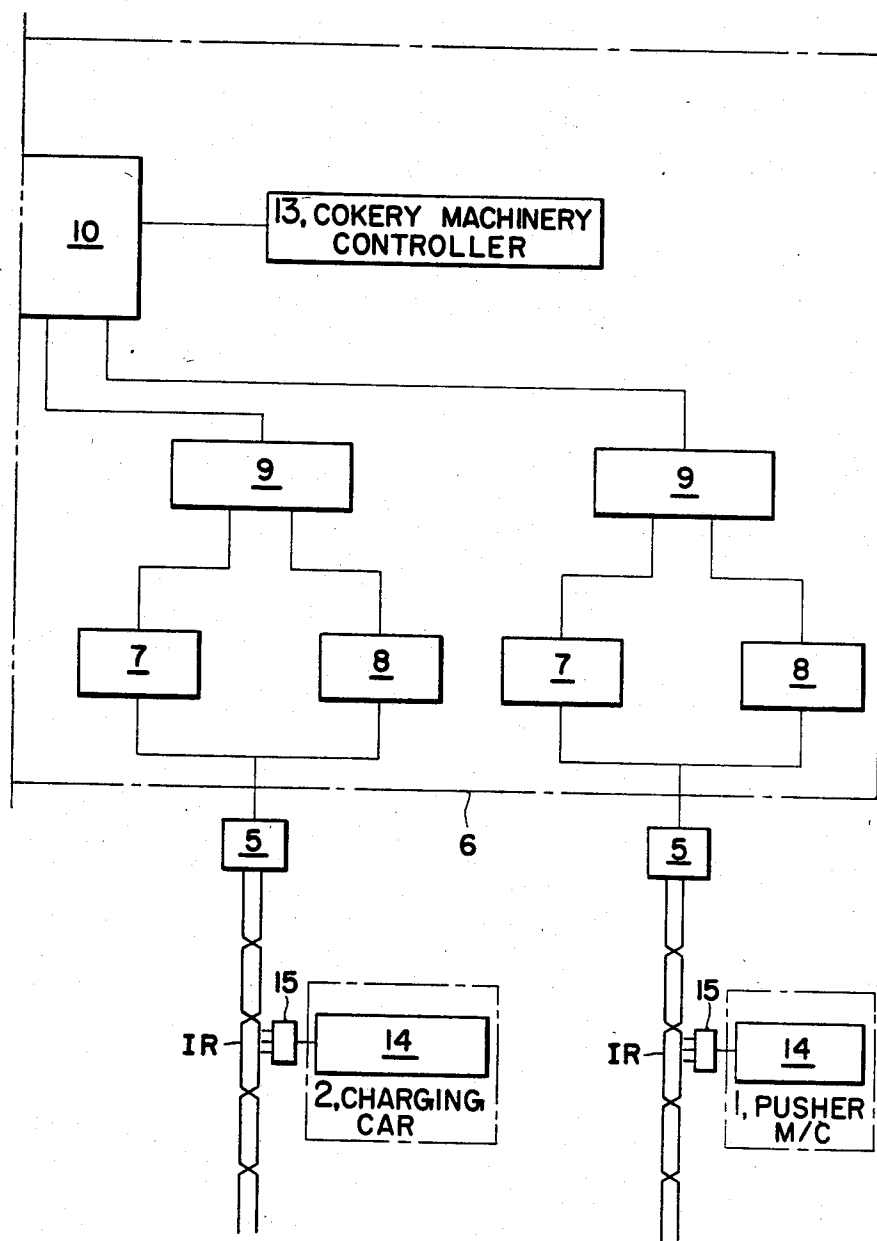 10
13, COKERY MACHINERY
CONTROLLER
9
9
7
8
7
8
6
5
5
15
15
IR
14
IR
14
2, CHARGING
CAR
1, PUSHER
M/C